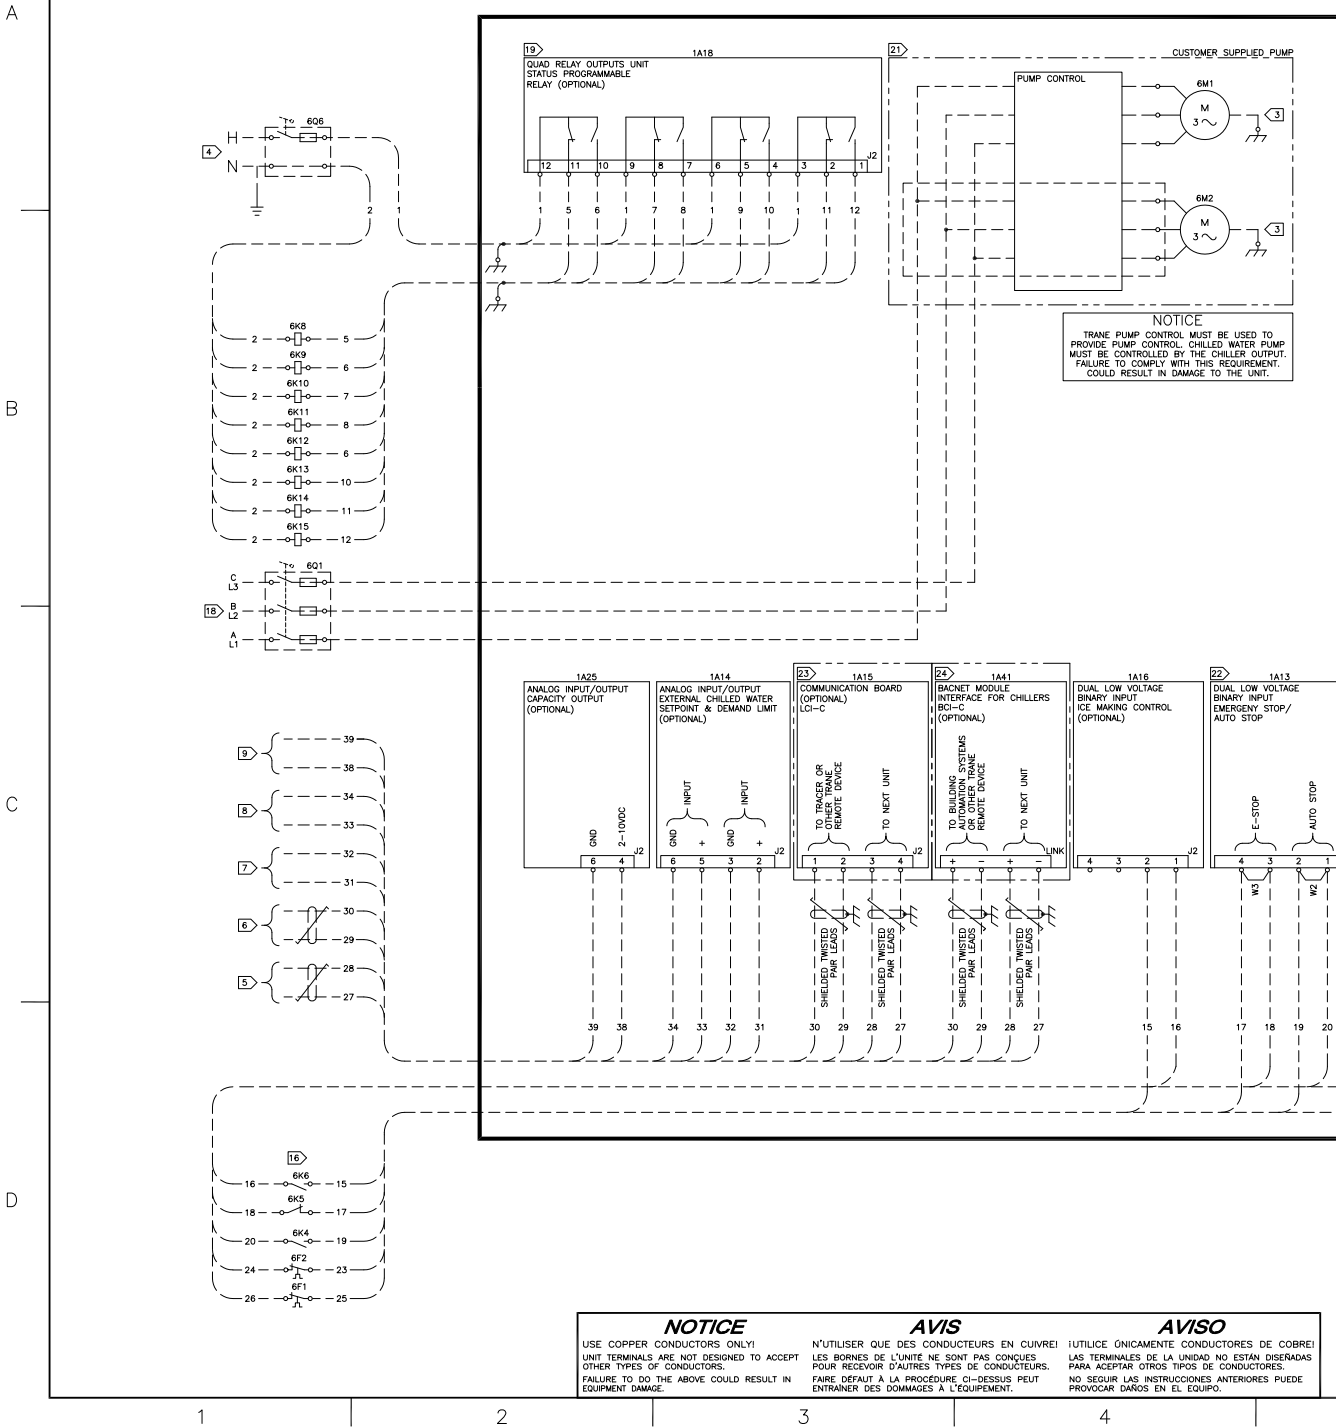 A
19
1A18
QUAD RELAY OUTPUTS UNIT
STATUS PROGRAMMABLE
RELAY (OPTIONAL)
J2
12 11 10 9 8 7 6 5 4 3 2 1
1 5 6 1 7 8 1 9 10 1 11 12
21
CUSTOMER SUPPLIED PUMP
PUMP CONTROL
6M1
M
3
3
6M2
M
3
3
NOTICE
TRANE PUMP CONTROL MUST BE USED TO
PROVIDE PUMP CONTROL. CHILLED WATER PUMP
MUST BE CONTROLLED BY THE CHILLER OUTPUT.
FAILURE TO COMPLY WITH THIS REQUIREMENT.
COULD RESULT IN DAMAGE TO THE UNIT.
6Q6
H
4
N
2 1
B
6K8
2 5
6K9
2 6
6K10
2 7
6K11
2 8
6K12
2 6
6K13
2 10
6K14
2 11
6K15
2 12
6Q1
C
L3
18
B
L2
A
L1
C
9
39
38
8
34
33
7
32
31
6
30
29
5
28
27
1A25
ANALOG INPUT/OUTPUT
CAPACITY OUTPUT
(OPTIONAL)
GND
2-10VDC
J2
6 4
39 38
1A14
ANALOG INPUT/OUTPUT
EXTERNAL CHILLED WATER
SETPOINT & DEMAND LIMIT
(OPTIONAL)
INPUT
INPUT
GND
+
GND
+
J2
6 5 3 2
34 33 32 31
23
1A15
COMMUNICATION BOARD
(OPTIONAL)
LCI-C
TO TRACER OR
OTHER TRANE
REMOTE DEVICE
TO NEXT UNIT
J2
1 2 3 4
SHIELDED TWISTED
PAIR LEADS
SHIELDED TWISTED
PAIR LEADS
30 29 28 27
24
1A41
BACNET MODULE
INTERFACE FOR CHILLERS
BCI-C
(OPTIONAL)
TO BUILDING
AUTOMATION SYSTEMS
OR OTHER TRANE
REMOTE DEVICE
TO NEXT UNIT
LINK
+ − + −
SHIELDED TWISTED
PAIR LEADS
SHIELDED TWISTED
PAIR LEADS
30 29 28 27
1A16
DUAL LOW VOLTAGE
BINARY INPUT
ICE MAKING CONTROL
(OPTIONAL)
J2
4 3 2 1
15 16
22
1A13
DUAL LOW VOLTAGE
BINARY INPUT
EMERGENY STOP/
AUTO STOP
E-STOP
AUTO STOP
4 3 2 1
W3
W2
17 18 19 20
D
16
6K6
16 15
6K5
18 17
6K4
20 19
6F2
24 23
6F1
26 25
NOTICE
USE COPPER CONDUCTORS ONLY!
UNIT TERMINALS ARE NOT DESIGNED TO ACCEPT
OTHER TYPES OF CONDUCTORS.
FAILURE TO DO THE ABOVE COULD RESULT IN
EQUIPMENT DAMAGE.
AVIS
N'UTILISER QUE DES CONDUCTEURS EN CUIVRE!
LES BORNES DE L'UNITÉ NE SONT PAS CONÇUES
POUR RECEVOIR D'AUTRES TYPES DE CONDUCTEURS.
FAIRE DÉFAUT À LA PROCÉDURE CI-DESSUS PEUT
ENTRAÎNER DES DOMMAGES À L'ÉQUIPEMENT.
AVISO
¡UTILICE ÚNICAMENTE CONDUCTORES DE COBRE!
LAS TERMINALES DE LA UNIDAD NO ESTÁN DISEÑADAS
PARA ACEPTAR OTROS TIPOS DE CONDUCTORES.
NO SEGUIR LAS INSTRUCCIONES ANTERIORES PUEDE
PROVOCAR DAÑOS EN EL EQUIPO.
1 2 3 4